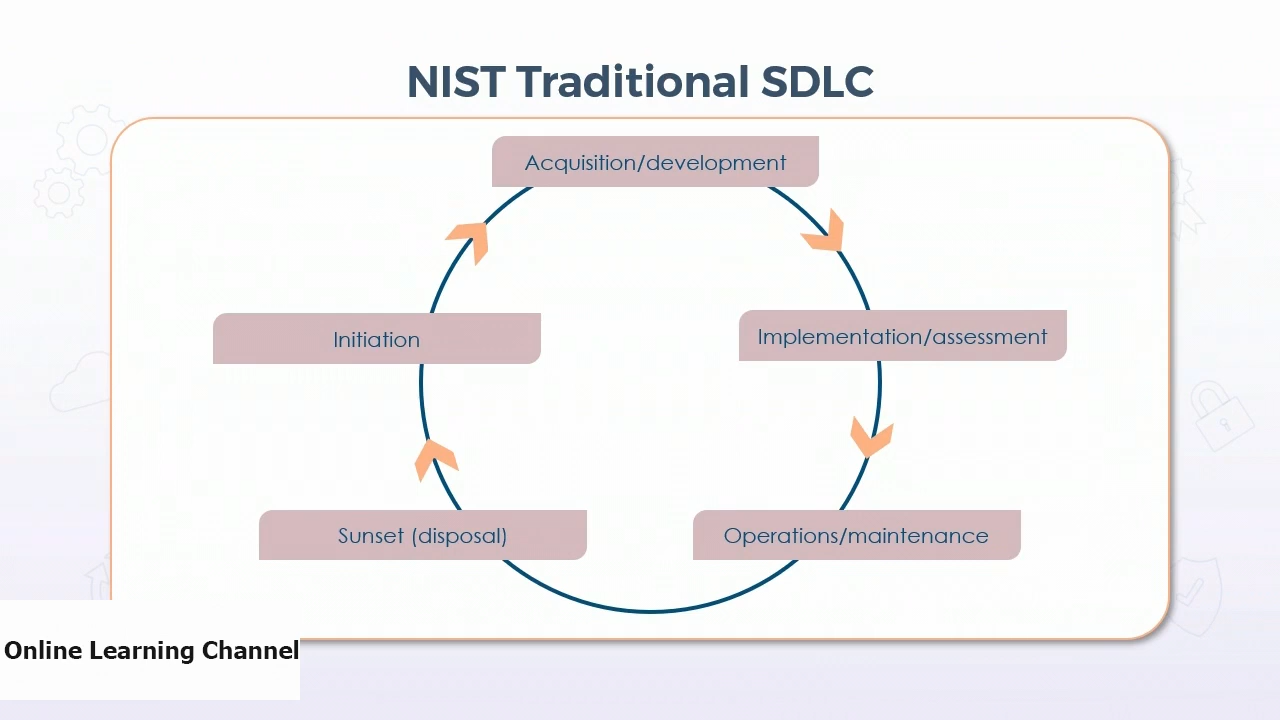 NIST Traditional SDLC
Acquisition/development
Initiation
Implementation/assessment
Sunset (disposal)
Operations/maintenance
Online Learning Channel